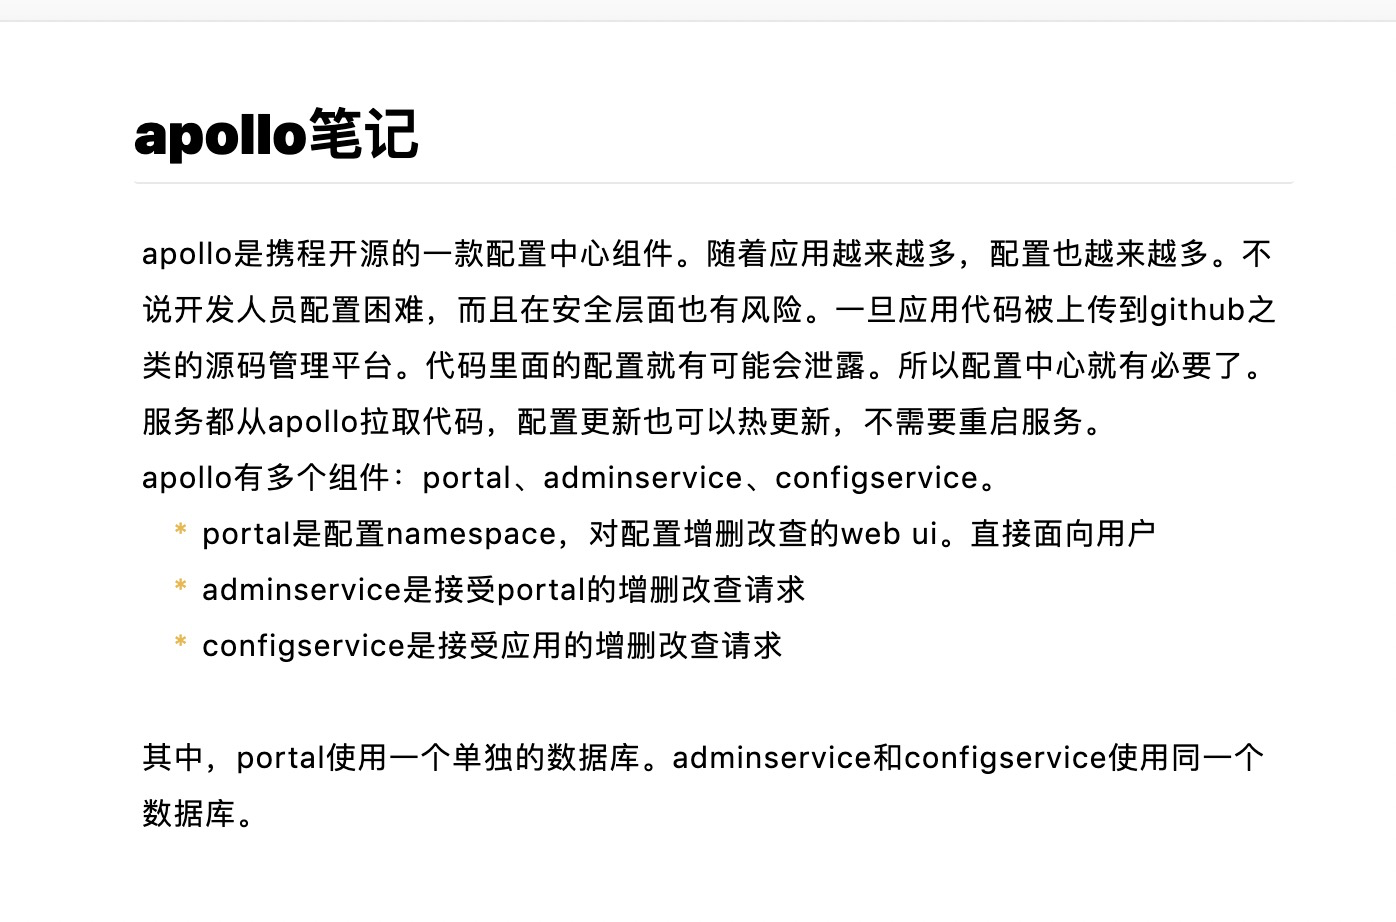 apollo笔记
apollo是携程开源的一款配置中心组件。随着应用越来越多，配置也越来越多。不
说开发人员配置困难，而且在安全层面也有风险。一旦应用代码被上传到github之
类的源码管理平台。代码里面的配置就有可能会泄露。所以配置中心就有必要了。
服务都从apollo拉取代码，配置更新也可以热更新，不需要重启服务。
apollo有多个组件：portal、adminservice、configservice。
* portal是配置namespace，对配置增删改查的web ui。直接面向用户
* adminservice是接受portal的增删改查请求
* configservice是接受应用的增删改查请求
其中，portal使用一个单独的数据库。adminservice和configservice使用同一个
数据库。